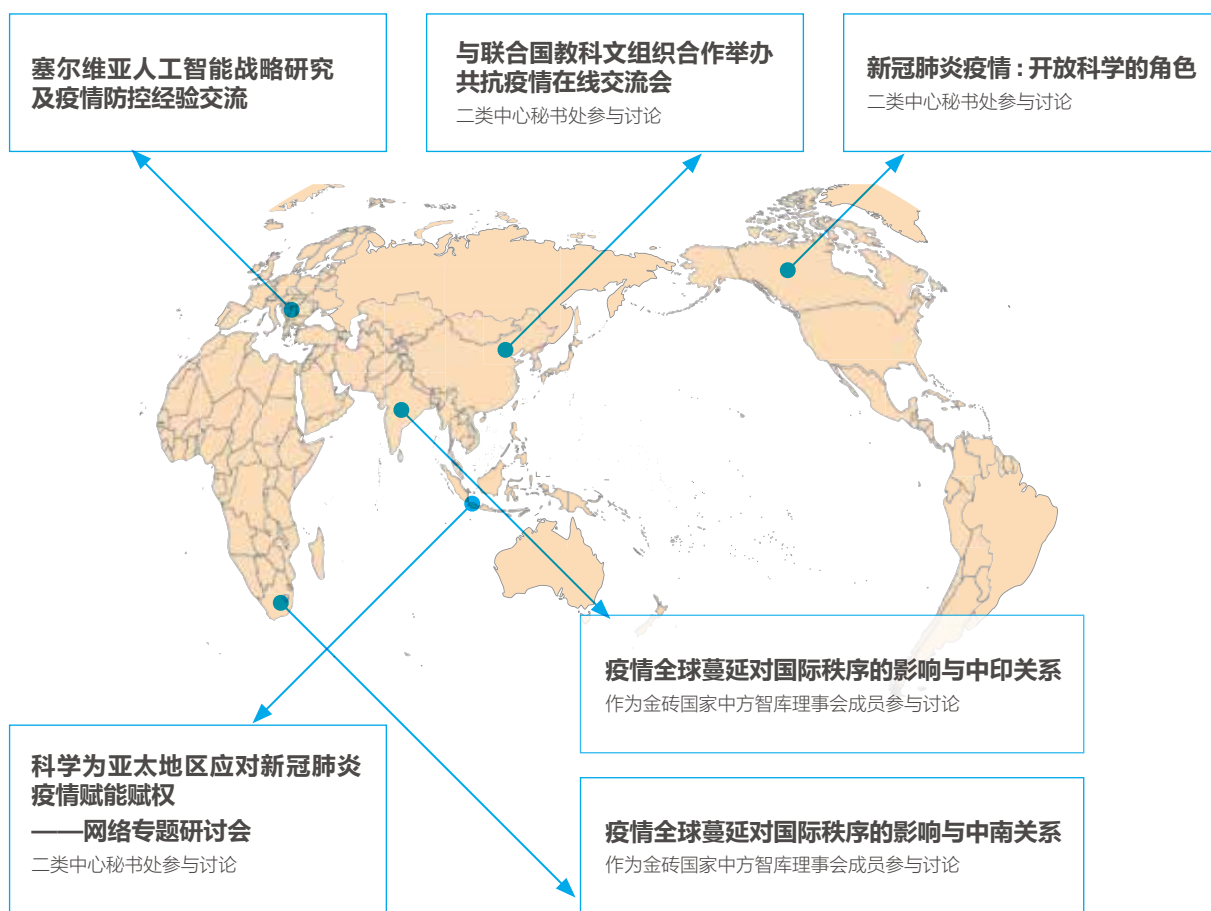 塞尔维亚人工智能战略研究
及疫情防控经验交流
与联合国教科文组织合作举办
共抗疫情在线交流会
二类中心秘书处参与讨论
新冠肺炎疫情：开放科学的角色
二类中心秘书处参与讨论
疫情全球蔓延对国际秩序的影响与中印关系
作为金砖国家中方智库理事会成员参与讨论
科学为亚太地区应对新冠肺炎
疫情赋能赋权
——网络专题研讨会
二类中心秘书处参与讨论
疫情全球蔓延对国际秩序的影响与中南关系
作为金砖国家中方智库理事会成员参与讨论